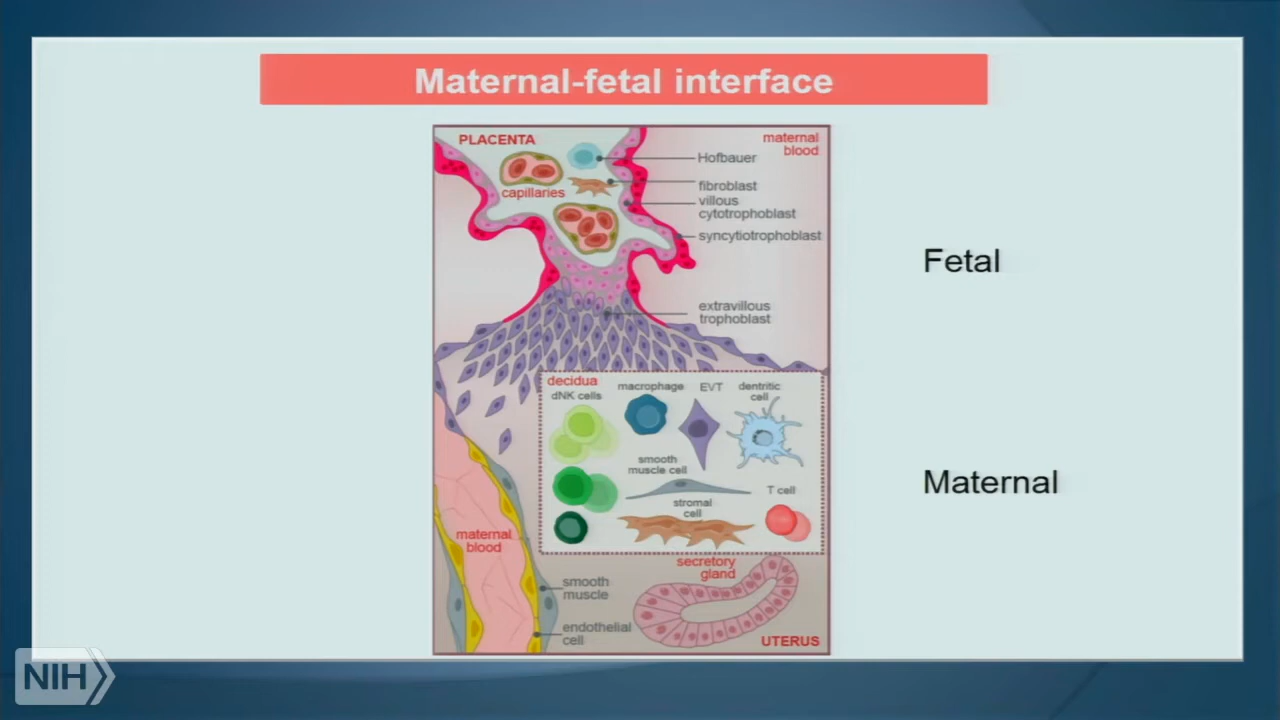 Maternal-fetal interface
PLACENTA
maternal
blood
Hofbauer
capillaries
fibroblast
villous
cytotrophoblast
syncytiotrophoblast
Fetal
extravillous
trophoblast
decidua
dNK cells
macrophage
EVT
dentritic
cell
smooth
muscle cell
T cell
stromal
cell
Maternal
maternal
blood
secretory
gland
smooth
muscle
endothelial
cell
UTERUS
NIH